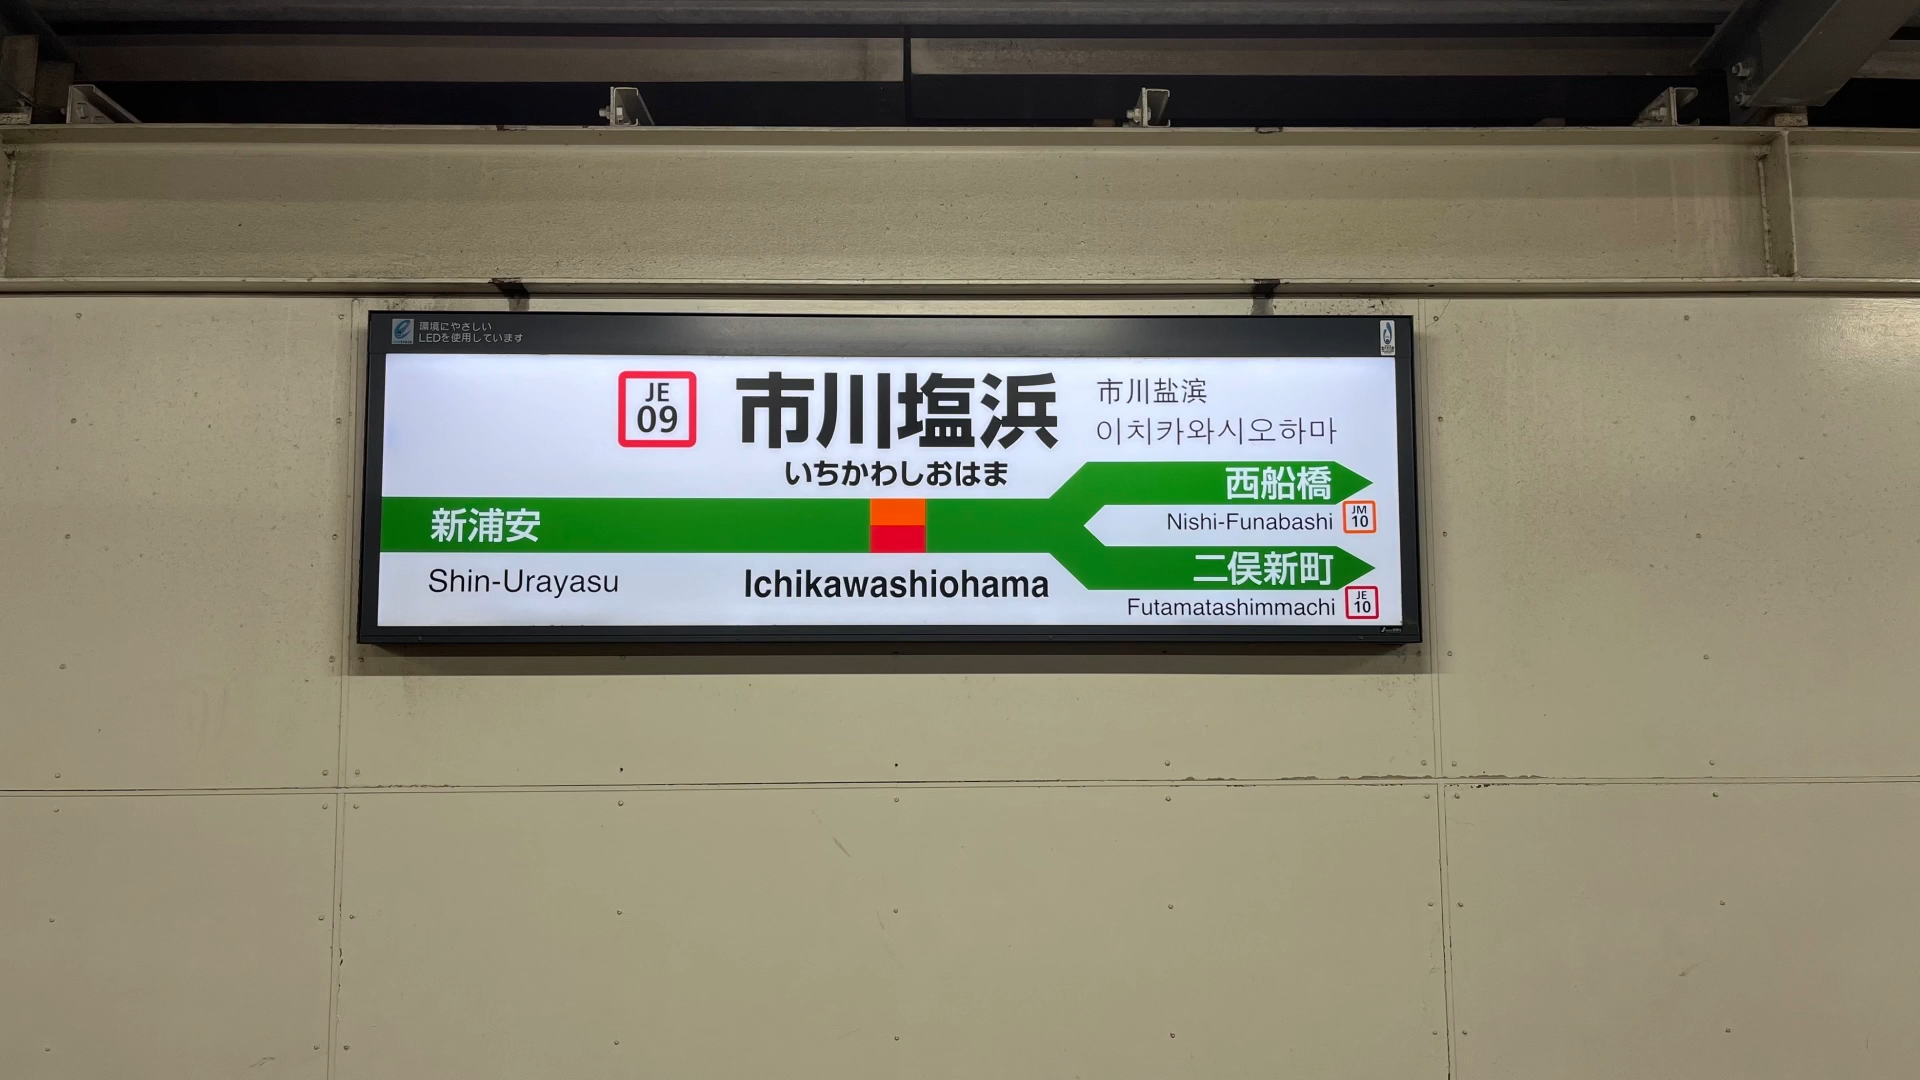 環境にやさしい
LEDを使用しています
JE
09
市川塩浜
いちかわしおはま
市川盐滨
이치카와시오하마
新浦安
Shin-Urayasu
Ichikawashiohama
西船橋
Nishi-Funabashi
JM
10
二俣新町
Futamatashimmachi
JE
10